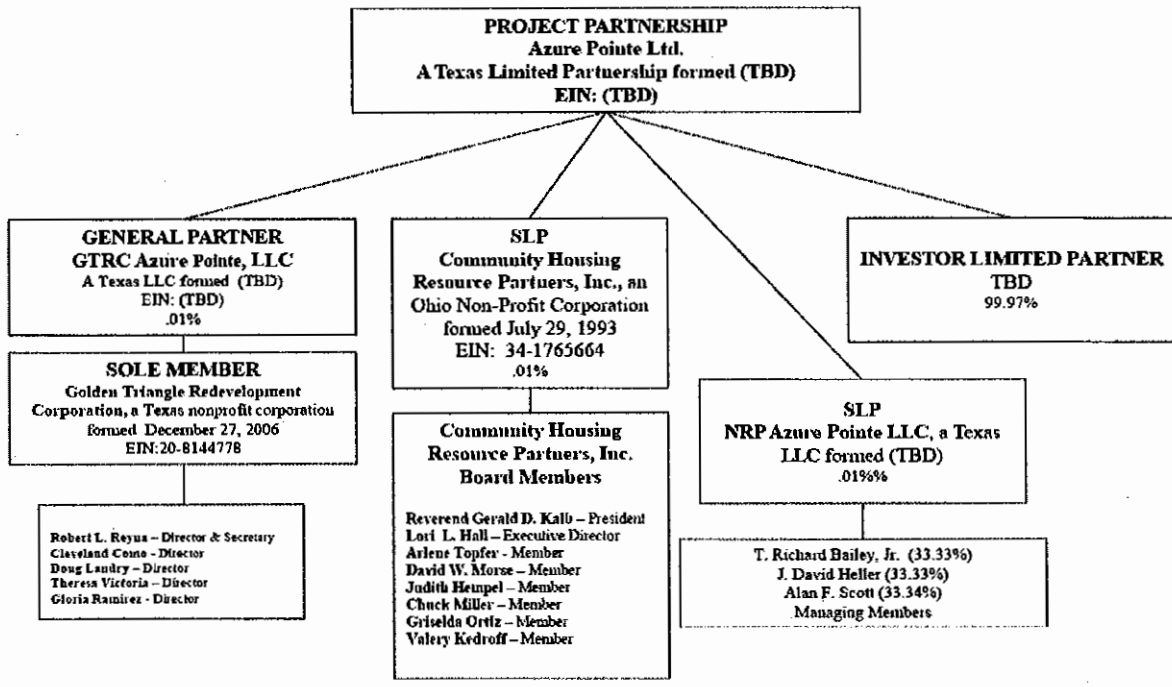 PROJECT PARTNERSHIP
Azure Pointe Ltd.
A Texas Limited Partnership formed (TBD)
EIN: (TBD)
GENERAL PARTNER
GTRC Azure Pointe, LLC
A Texas LLC formed (TBD)
EIN: (TBD)
.01%
SOLE MEMBER
Golden Triangle Redevelopment
Corporation, a Texas nonprofit corporation
formed December 27, 2006
EIN:20-8144778
Robert L. Reyna – Director & Secretary
Cleveland Como - Director
Doug Landry – Director
Theresa Victoria – Director
Gloria Ramirez - Director
SLP
Community Housing
Resource Partners, Inc., an
Ohio Non-Profit Corporation
formed July 29, 1993
EIN: 34-1765664
.01%
Community Housing
Resource Partners, Inc.
Board Members
Reverend Gerald D. Kalb – President
Lori L. Hall – Executive Director
Arlene Topfer - Member
David W. Morse – Member
Judith Hempel – Member
Chuck Miller – Member
Griselda Ortiz – Member
Valery Kedroff – Member
SLP
NRP Azure Pointe LLC, a Texas
LLC formed (TBD)
.01%%
T. Richard Bailey, Jr. (33.33%)
J. David Heller (33.33%)
Alan F. Scott (33.34%)
Managing Members
INVESTOR LIMITED PARTNER
TBD
99.97%